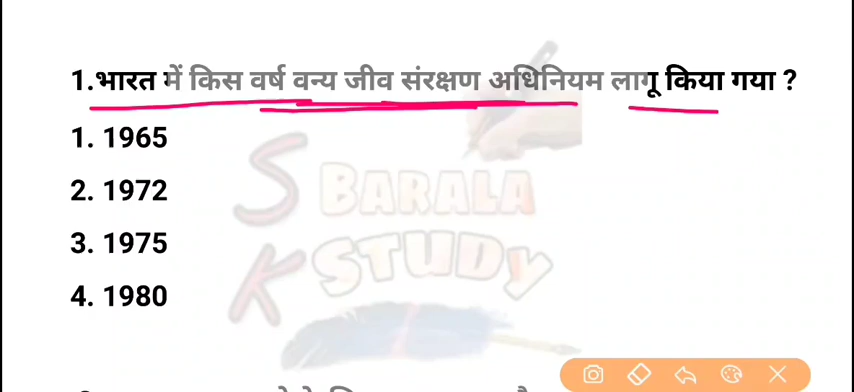 1.भारत में किस वर्ष वन्य जीव संरक्षण अधिनियम लागू किया गया ?
1. 1965
2. 1972
3. 1975
4. 1980
S BARALA
K STUDY